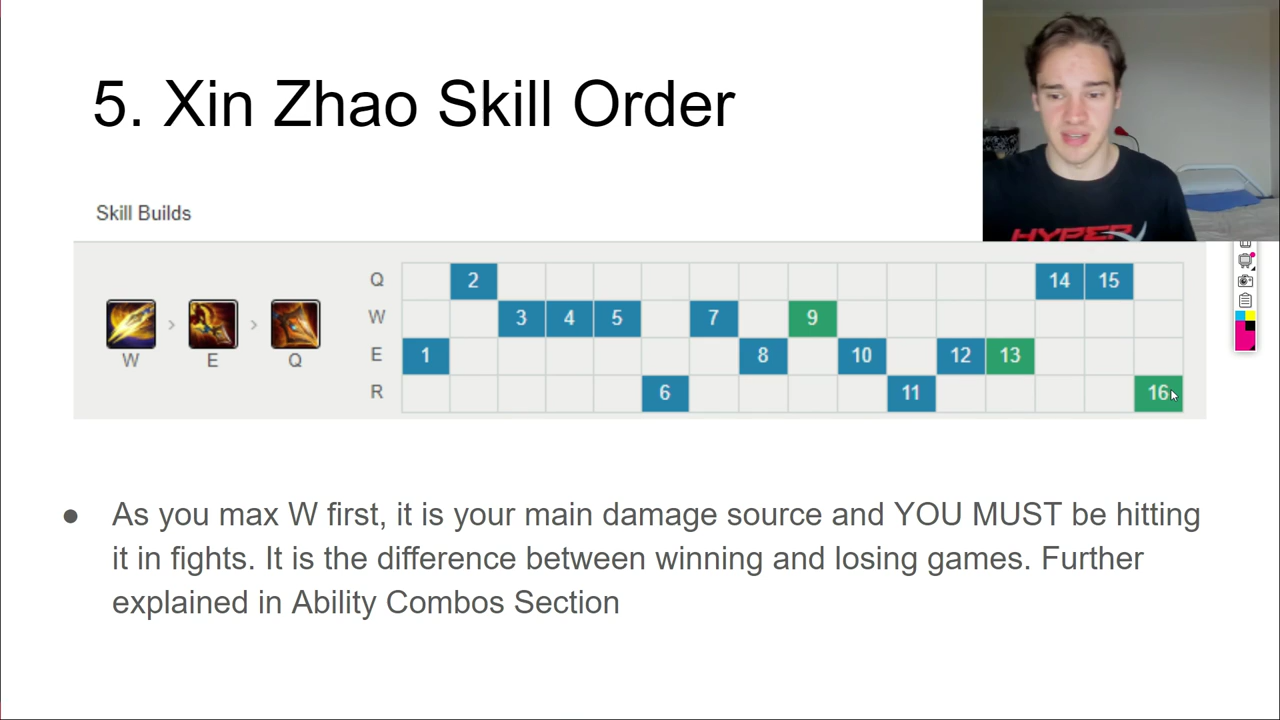 5. Xin Zhao Skill Order
HYPER
Skill Builds
W > E > Q
Q 2 14 15
W 3 4 5 7 9
E 1 8 10 12 13
R 6 11 16
● As you max W first, it is your main damage source and YOU MUST be hitting
it in fights. It is the difference between winning and losing games. Further
explained in Ability Combos Section